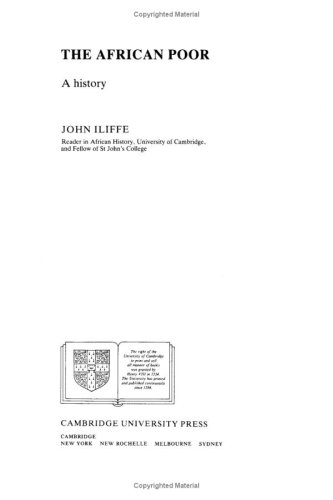 Copyrighted Material
THE AFRICAN POOR
A history
JOHN ILIFFE
Reader in African History, University of Cambridge,
and Fellow of St John's College
The right of the
University of Cambridge
to print and sell
all manner of books
was granted by
Henry VIII in 1534.
The University has printed
and published continuously
since 1584.
CAMBRIDGE UNIVERSITY PRESS
CAMBRIDGE
NEW YORK NEW ROCHELLE MELBOURNE SYDNEY
Copyrighted Material